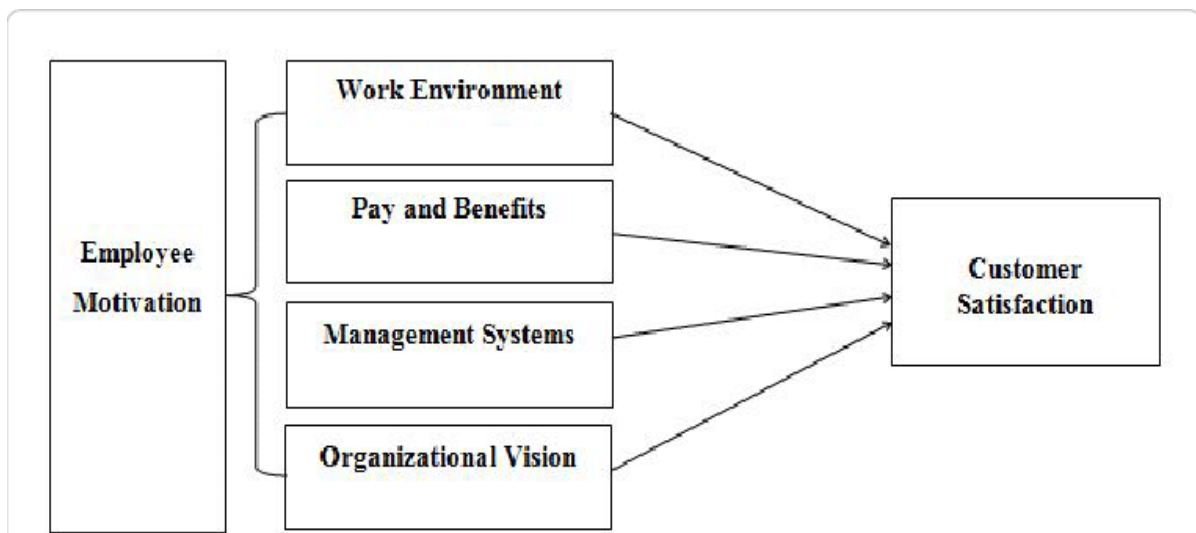 Employee
Motivation
Work Environment
Pay and Benefits
Management Systems
Organizational Vision
Customer
Satisfaction